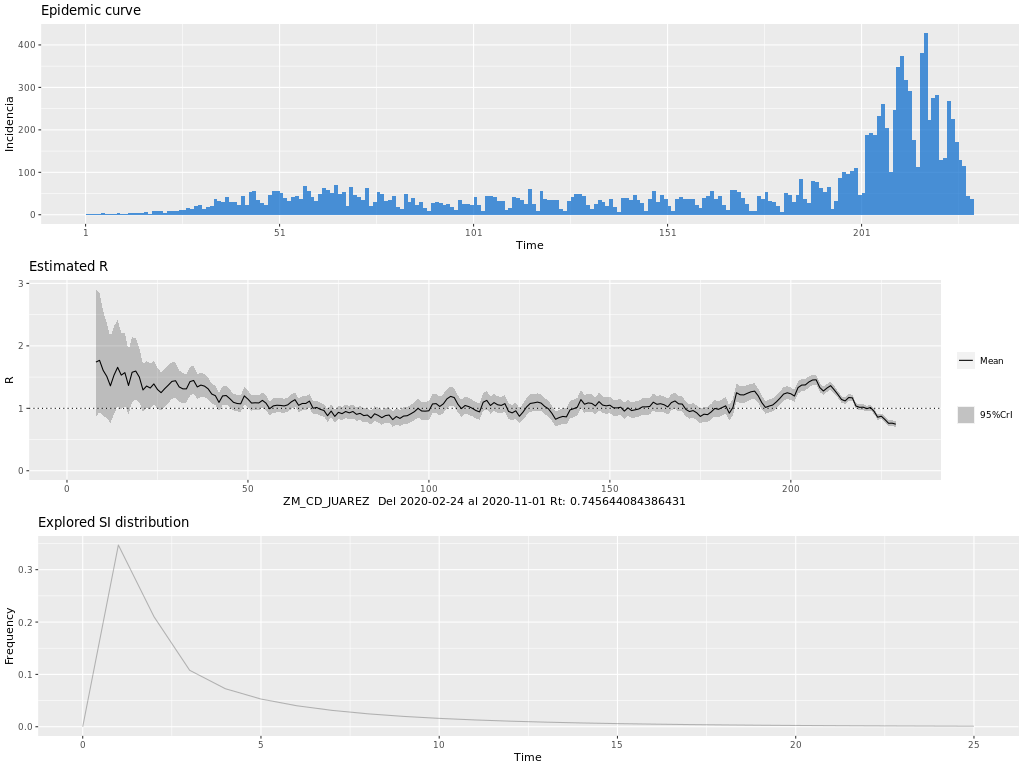 Epidemic curve
400
300
200
100
0
Incidencia
1 51 101 151 201
Time
Estimated R
3
2
1
0
R
Mean
95%CrI
0 50 100 150 200
ZM_CD_JUAREZ Del 2020-02-24 al 2020-11-01 Rt: 0.745644084386431
Explored SI distribution
0.3
0.2
0.1
0.0
Frequency
0 5 10 15 20 25
Time